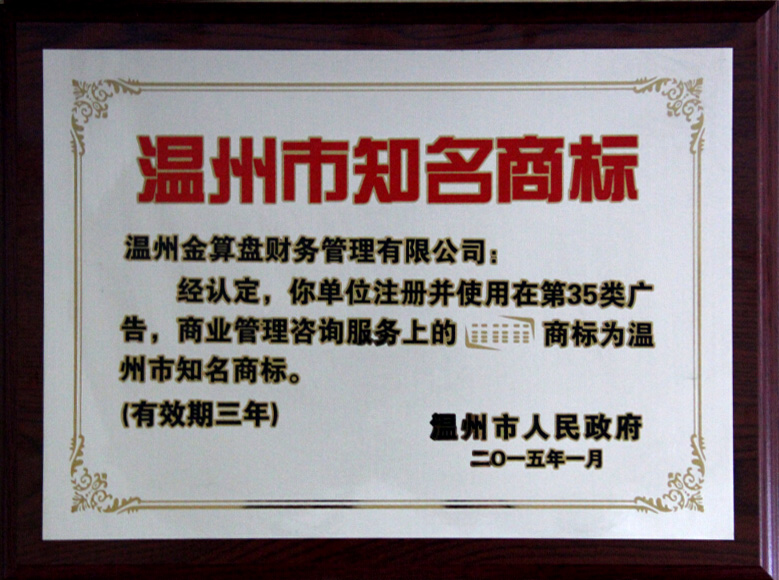 温州市知名商标
温州金算盘财务管理有限公司：
经认定，你单位注册并使用在第35类广
告，商业管理咨询服务上的 商标为温
州市知名商标。
(有效期三年)
温州市人民政府
二〇一五年一月